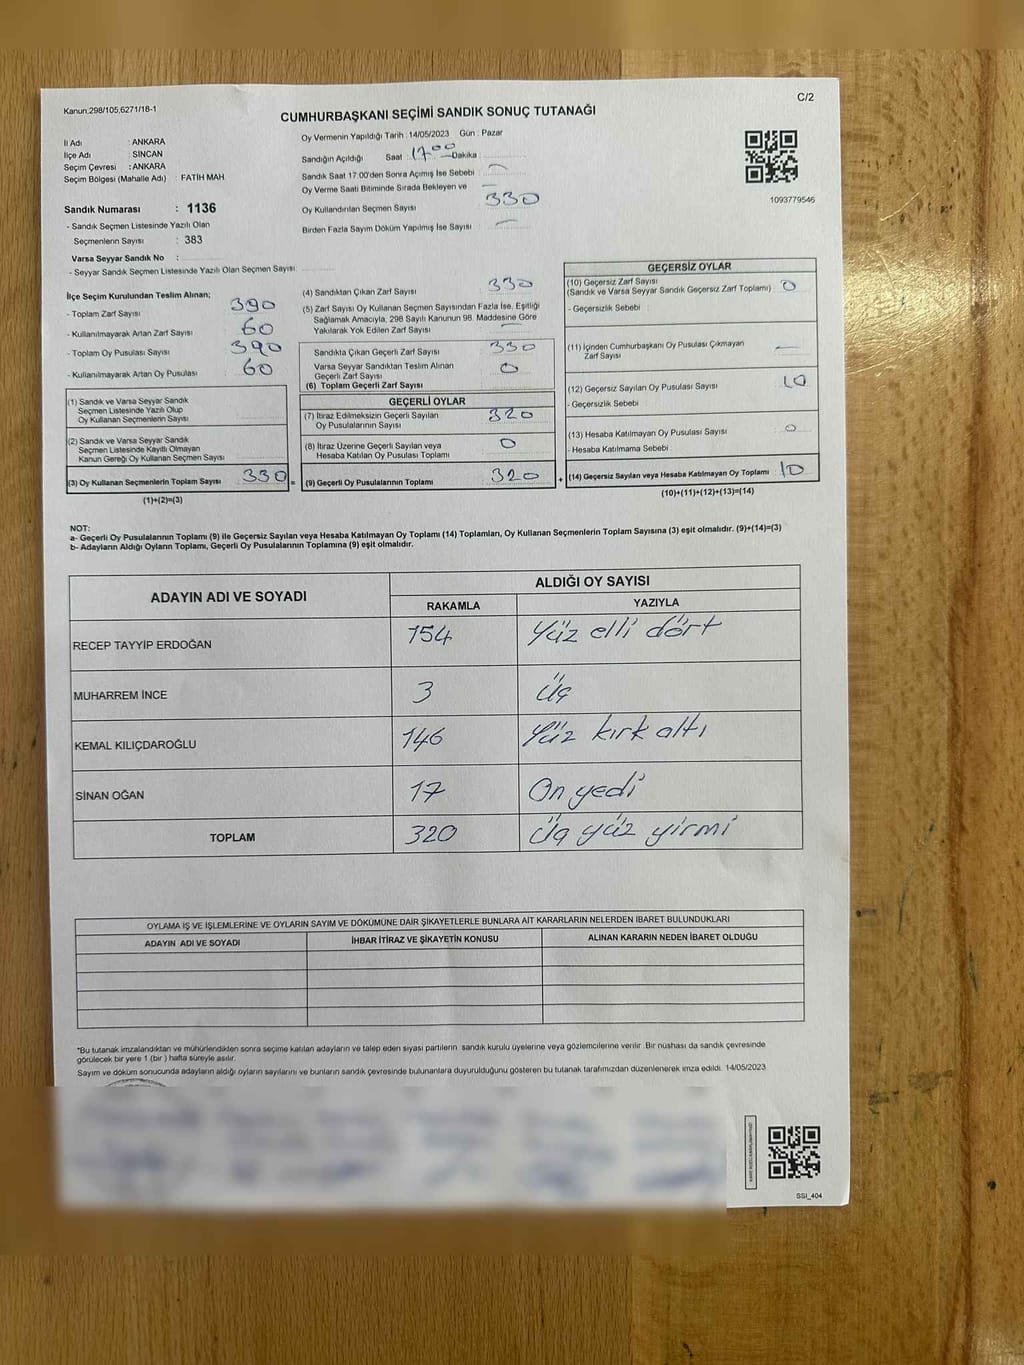 Kanun:298/105,6271/18-1
C/2
CUMHURBAŞKANI SEÇİMİ SANDIK SONUÇ TUTANAĞI
İl Adı : ANKARA
İlçe Adı : SİNCAN
Seçim Çevresi : ANKARA
Seçim Bölgesi (Mahalle Adı) : FATİH MAH
Sandık Numarası : 1136
- Sandık Seçmen Listesinde Yazılı Olan
Seçmenlerin Sayısı : 383
Varsa Seyyar Sandık No :
- Seyyar Sandık Seçmen Listesinde Yazılı Olan Seçmen Sayısı:
Oy Vermenin Yapıldığı Tarih : 14/05/2023 Gün : Pazar
Sandığın Açıldığı Saat : 17 00 Dakika :
Sandık Saat 17:00'den Sonra Açımış İse Sebebi :
Oy Verme Saati Bitiminde Sırada Bekleyen ve
Oy Kullandırılan Seçmen Sayısı 330
Birden Fazla Sayım Döküm Yapılmış İse Sayısı :
1093779546
İlçe Seçim Kurulundan Teslim Alınan;
- Toplam Zarf Sayısı 390
- Kullanılmayarak Artan Zarf Sayısı 60
- Toplam Oy Pusulası Sayısı 390
- Kullanılmayarak Artan Oy Pusulası 60
(1) Sandık ve Varsa Seyyar Sandık
Seçmen Listesinde Yazılı Olup
Oy Kullanan Seçmenlerin Sayısı
(2) Sandık ve Varsa Seyyar Sandık
Seçmen Listesinde Kayıtlı Olmayan
Kanun Gereği Oy Kullanan Seçmen Sayısı
(3) Oy Kullanan Seçmenlerin Toplam Sayısı 330 =
(1)+(2)=(3)
(4) Sandıktan Çıkan Zarf Sayısı 330
(5) Zarf Sayısı Oy Kullanan Seçmen Sayısından Fazla İse, Eşitliği
Sağlamak Amacıyla, 298 Sayılı Kanunun 98. Maddesine Göre
Yakılarak Yok Edilen Zarf Sayısı —
Sandıkta Çıkan Geçerli Zarf Sayısı 330
Varsa Seyyar Sandıktan Teslim Alınan
Geçerli Zarf Sayısı 0
(6) Toplam Geçerli Zarf Sayısı
GEÇERLİ OYLAR
(7) İtiraz Edilmeksizin Geçerli Sayılan
Oy Pusulalarının Sayısı 320
(8) İtiraz Üzerine Geçerli Sayılan veya
Hesaba Katılan Oy Pusulası Toplamı 0
(9) Geçerli Oy Pusulalarının Toplamı 320 +
GEÇERSİZ OYLAR
(10) Geçersiz Zarf Sayısı
(Sandık ve Varsa Seyyar Sandık Geçersiz Zarf Toplamı) 0
- Geçersizlik Sebebi :
(11) İçinden Cumhurbaşkanı Oy Pusulası Çıkmayan
Zarf Sayısı —
(12) Geçersiz Sayılan Oy Pusulası Sayısı 10
- Geçersizlik Sebebi
(13) Hesaba Katılmayan Oy Pusulası Sayısı 0
- Hesaba Katılmama Sebebi :
(14) Geçersiz Sayılan veya Hesaba Katılmayan Oy Toplamı 10
(10)+(11)+(12)+(13)=(14)
NOT:
a- Geçerli Oy Pusulalarının Toplamı (9) ile Geçersiz Sayılan veya Hesaba Katılmayan Oy Toplamı (14) Toplamları, Oy Kullanan Seçmenlerin Toplam Sayısına (3) eşit olmalıdır. (9)+(14)=(3)
b- Adayların Aldığı Oyların Toplamı, Geçerli Oy Pusulalarının Toplamına (9) eşit olmalıdır.
ADAYIN ADI VE SOYADI
ALDIĞI OY SAYISI
RAKAMLA YAZIYLA
RECEP TAYYİP ERDOĞAN 154 Yüz elli dört
MUHARREM İNCE 3 Üç
KEMAL KILIÇDAROĞLU 146 Yüz kırk altı
SİNAN OĞAN 17 On yedi
TOPLAM 320 Üç yüz yirmi
OYLAMA İŞ VE İŞLEMLERİNE VE OYLARIN SAYIM VE DÖKÜMÜNE DAİR ŞİKAYETLERLE BUNLARA AİT KARARLARIN NELERDEN İBARET BULUNDUKLARI
ADAYIN ADI VE SOYADI İHBAR İTİRAZ VE ŞİKAYETİN KONUSU ALINAN KARARIN NEDEN İBARET OLDUĞU
*Bu tutanak imzalandıktan ve mühürlendikten sonra seçime katılan adayların ve talep eden siyasi partilerin sandık kurulu üyelerine veya gözlemcilerine verilir. Bir nüshası da sandık çevresinde
görülecek bir yere 1 (bir) hafta süreyle asılır.
Sayım ve döküm sonucunda adayların aldığı oyların sayılarını ve bunların sandık çevresinde bulunanlara duyurulduğunu gösteren bu tutanak tarafımızdan düzenlenerek imza edildi. 14/05/2023
SSI_404